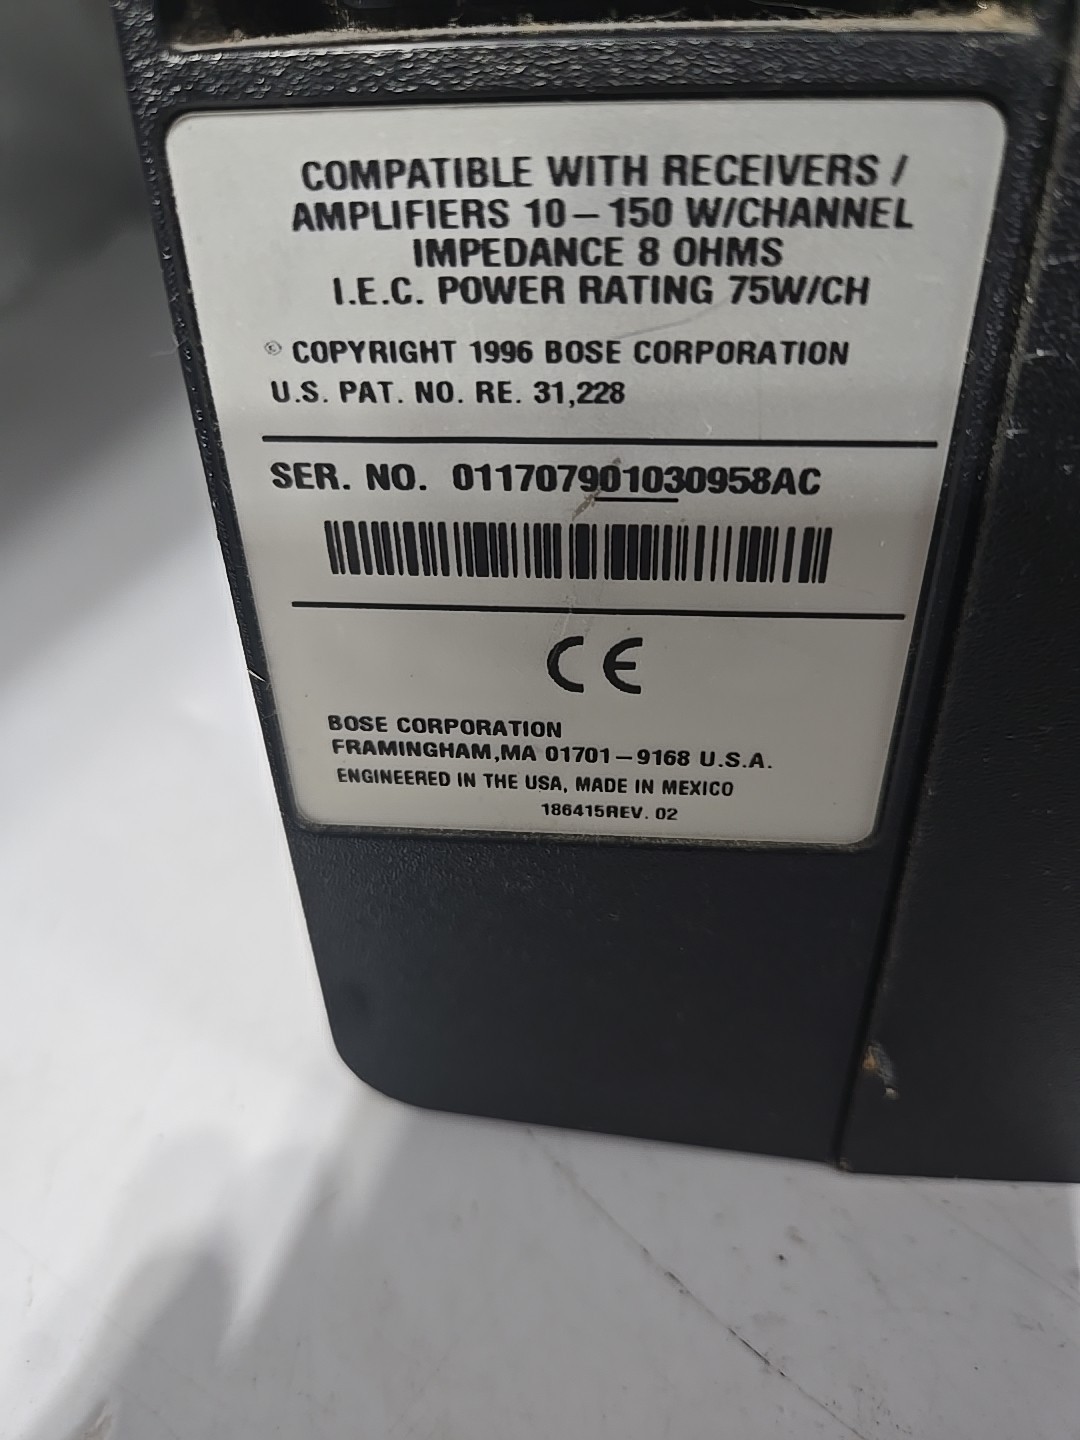 COMPATIBLE WITH RECEIVERS /
AMPLIFIERS 10–150 W/CHANNEL
IMPEDANCE 8 OHMS
I.E.C. POWER RATING 75W/CH
© COPYRIGHT 1996 BOSE CORPORATION
U.S. PAT. NO. RE. 31,228
SER. NO. 011707901030958AC
CE
BOSE CORPORATION
FRAMINGHAM,MA 01701–9168 U.S.A.
ENGINEERED IN THE USA, MADE IN MEXICO
186415REV. 02